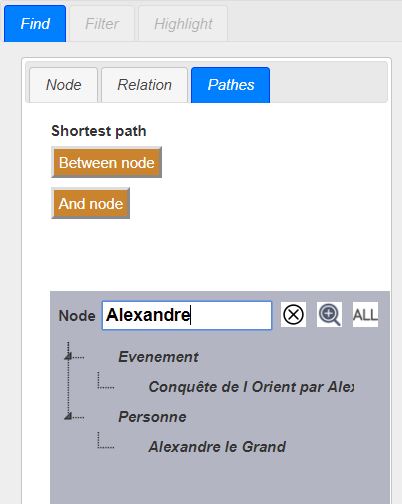 Find Filter Highlight
Node Relation Pathes
Shortest path
Between node
And node
Node Alexandre ALL
Evenement
Conquête de l Orient par Alex
Personne
Alexandre le Grand